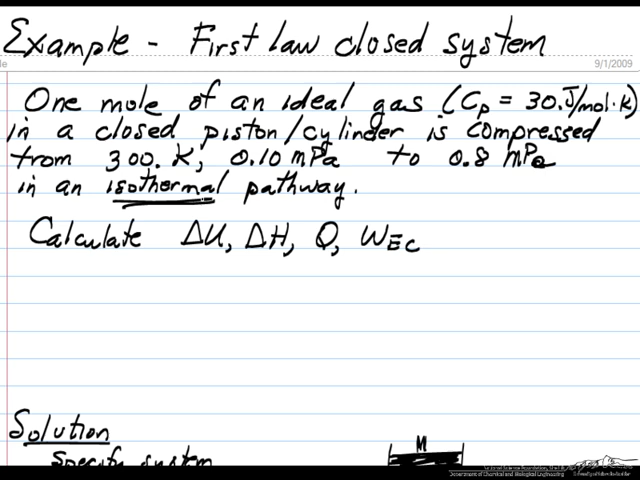 Example - First law closed system
9/1/2009
One mole of an ideal gas (Cp = 30. J/mol·K)
in a closed piston/cylinder is compressed
from 300. K, 0.10 mPa to 0.8 mPa
in an isothermal pathway.
Calculate ΔU, ΔH, Q, WEC
Solution
Specify system
M